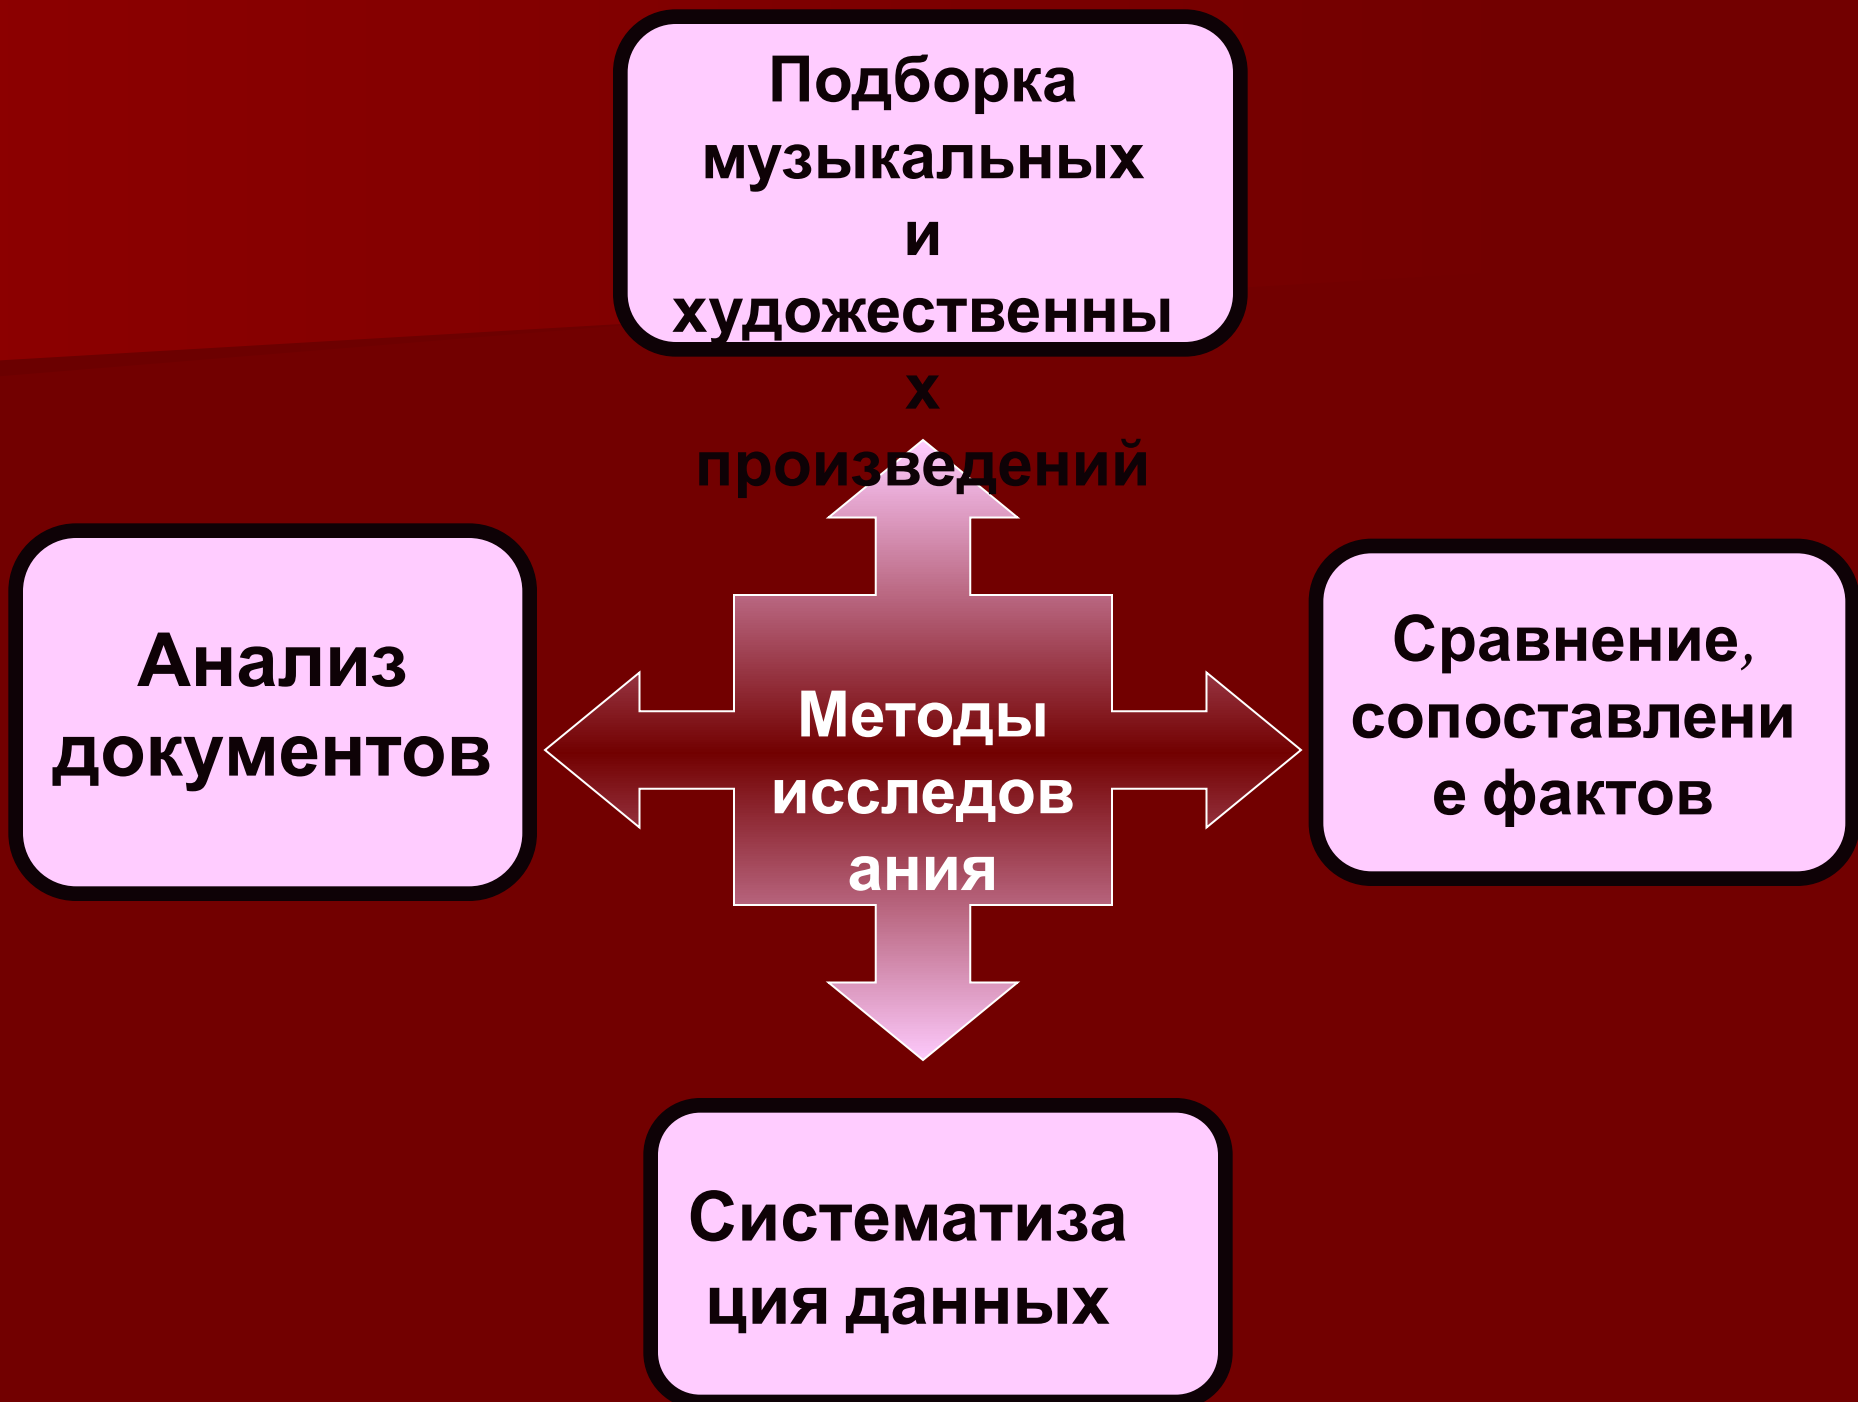 Подборка
музыкальных
и
художественны
х
произведений
Анализ
документов
Методы
исследов
ания
Сравнение,
сопоставлени
е фактов
Систематиза
ция данных